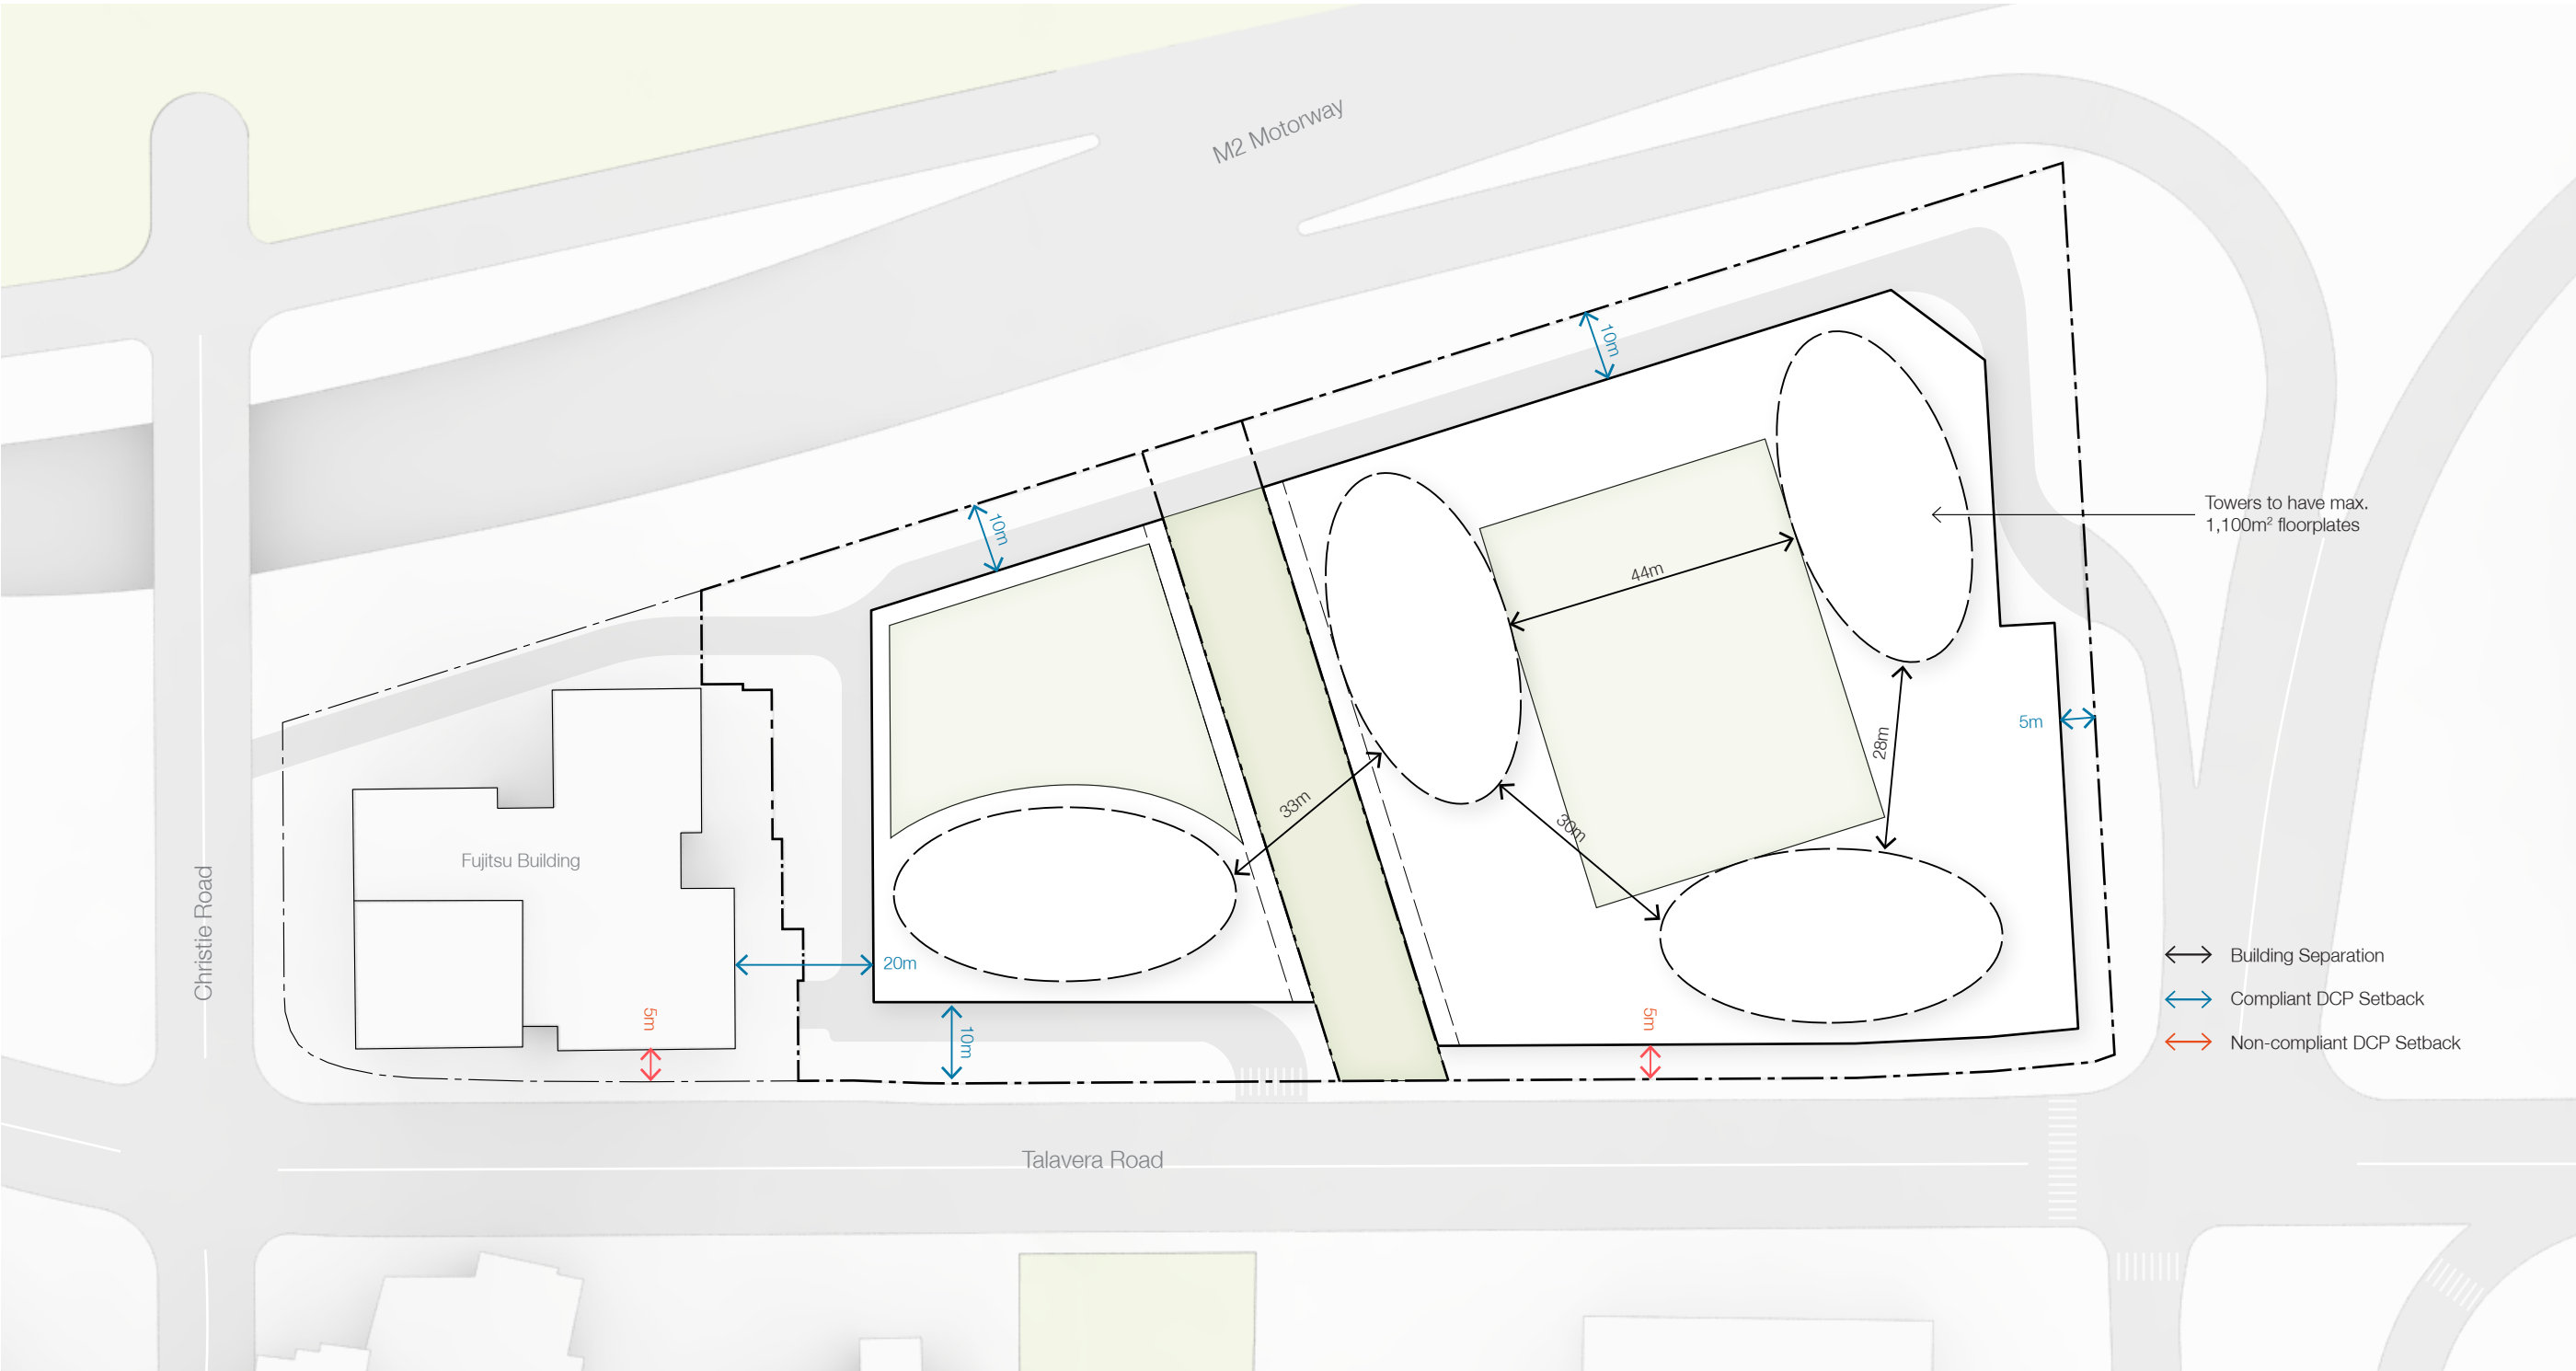 M2 Motorway
10m
10m
Towers to have max.
1,100m² floorplates
44m
5m
28m
33m
30m
Fujitsu Building
Christie Road
20m
5m
10m
5m
Building Separation
Compliant DCP Setback
Non-compliant DCP Setback
Talavera Road